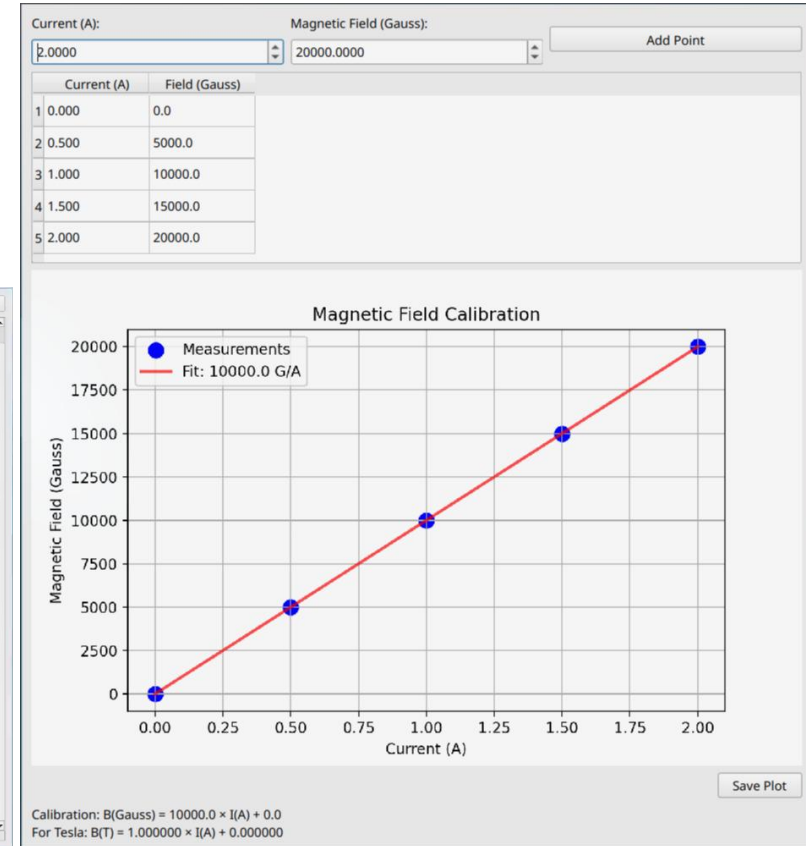 Current (A): Magnetic Field (Gauss):
2.0000 20000.0000 Add Point
Current (A) Field (Gauss)
1 0.000 0.0
2 0.500 5000.0
3 1.000 10000.0
4 1.500 15000.0
5 2.000 20000.0
Magnetic Field Calibration
Measurements
Fit: 10000.0 G/A
Magnetic Field (Gauss)
20000
17500
15000
12500
10000
7500
5000
2500
0
0.00 0.25 0.50 0.75 1.00 1.25 1.50 1.75 2.00
Current (A)
Save Plot
Calibration: B(Gauss) = 10000.0 × I(A) + 0.0
For Tesla: B(T) = 1.000000 × I(A) + 0.000000